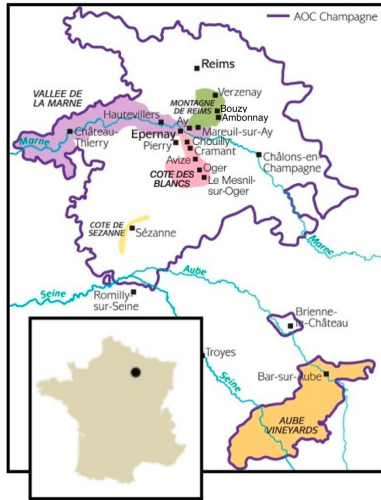 AOC Champagne
Reims
VALLEE DE
LA MARNE
Verzenay
MONTAGNE
DE REIMS
Bouzy
Ambonnay
Hautevillers
Ay
Mareuil-sur-Ay
Château-
Thierry
Marne
Epernay
Pierry
Chouilly
Cramant
Châlons-en-
Champagne
Avize
Oger
COTE DES
BLANCS
Le Mesnil-
sur-Oger
COTE DE
SEZANNE
Sézanne
Marne
Aube
Seine
Romilly-
sur-Seine
Brienne-
le-Château
Troyes
Seine
Bar-sur-Aube
AUBE
VINEYARDS